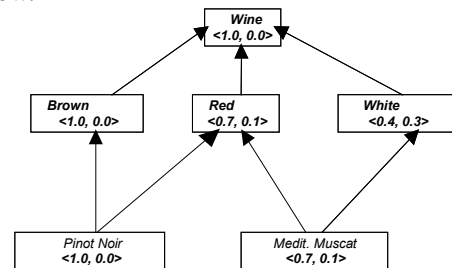 Wine
<1.0, 0.0>
Brown
<1.0, 0.0>
Red
<0.7, 0.1>
White
<0.4, 0.3>
Pinot Noir
<1.0, 0.0>
Medit. Muscat
<0.7, 0.1>